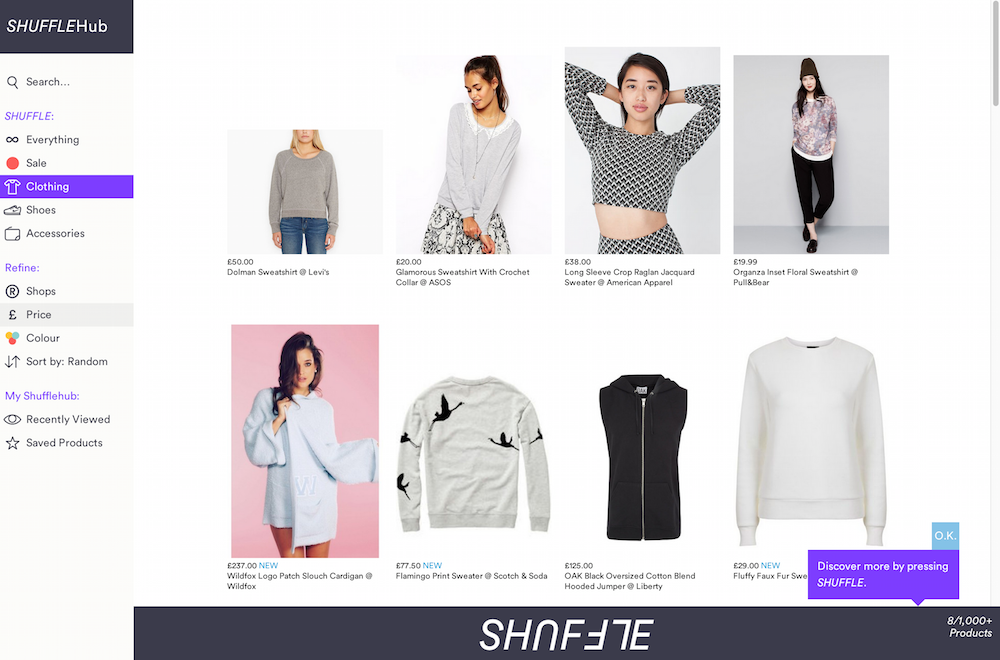 SHUFFLEHub
Search...
SHUFFLE:
Everything
Sale
Clothing
Shoes
Accessories
Refine:
Shops
Price
Colour
Sort by: Random
My Shufflehub:
Recently Viewed
Saved Products
£50.00
Dolman Sweatshirt @ Levi's
£20.00
Glamorous Sweatshirt With Crochet
Collar @ ASOS
£38.00
Long Sleeve Crop Raglan Jacquard
Sweater @ American Apparel
£19.99
Organza Inset Floral Sweatshirt @
Pull&Bear
W
£237.00 NEW
Wildfox Logo Patch Slouch Cardigan @
Wildfox
£77.50 NEW
Flamingo Print Sweater @ Scotch & Soda
£125.00
OAK Black Oversized Cotton Blend
Hooded Jumper @ Liberty
£29.00 NEW
Fluffy Faux Fur Swe
O.K.
Discover more by pressing
SHUFFLE.
SHUFFLE
8/1,000+
Products